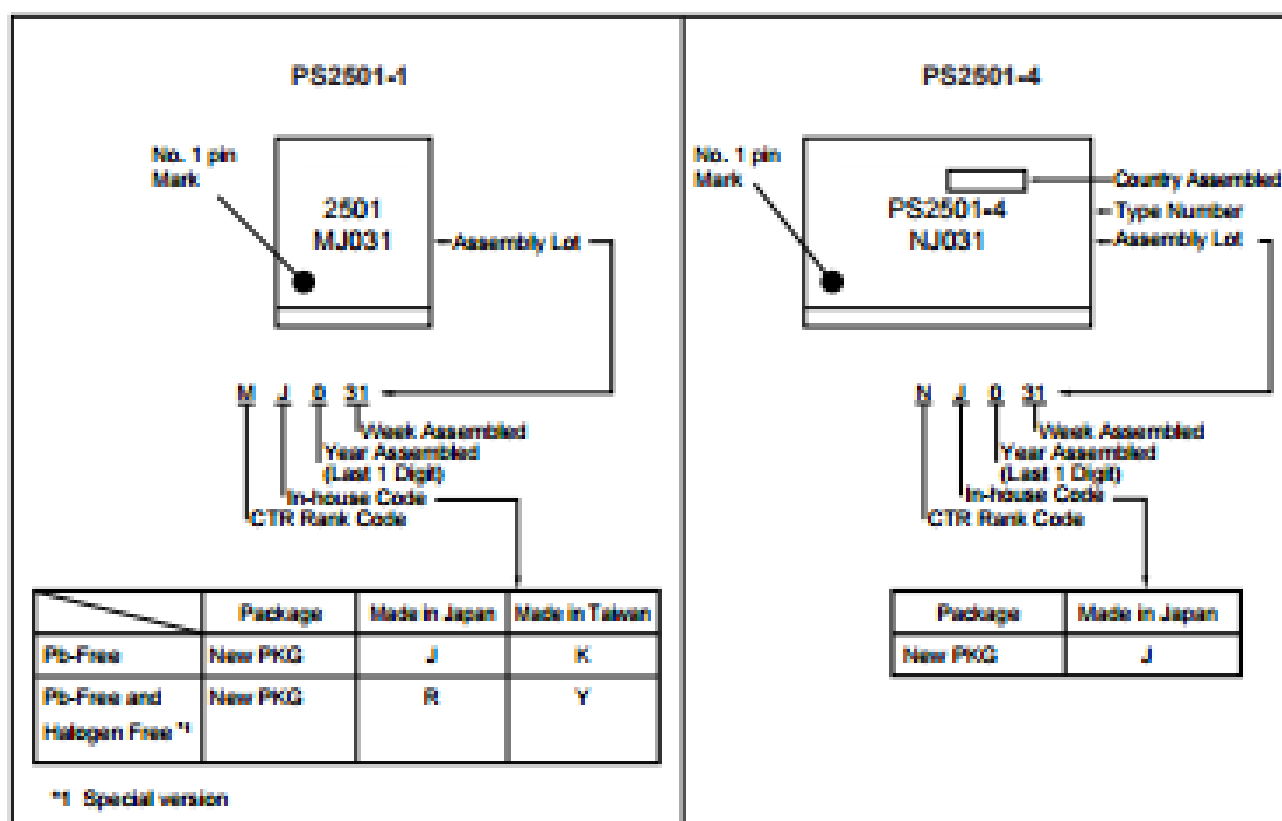 PS2501-1
No. 1 pin
Mark
2501
MJ031
Assembly Lot
M J 0 31
Week Assembled
Year Assembled
(Last 1 Digit)
In-house Code
CTR Rank Code
Package Made in Japan Made in Taiwan
Pb-Free New PKG J K
Pb-Free and New PKG R Y
Halogen Free *1
*1 Special version
PS2501-4
No. 1 pin
Mark
Country Assembled
PS2501-4
Type Number
NJ031
Assembly Lot
N J 0 31
Week Assembled
Year Assembled
(Last 1 Digit)
In-house Code
CTR Rank Code
Package Made in Japan
New PKG J